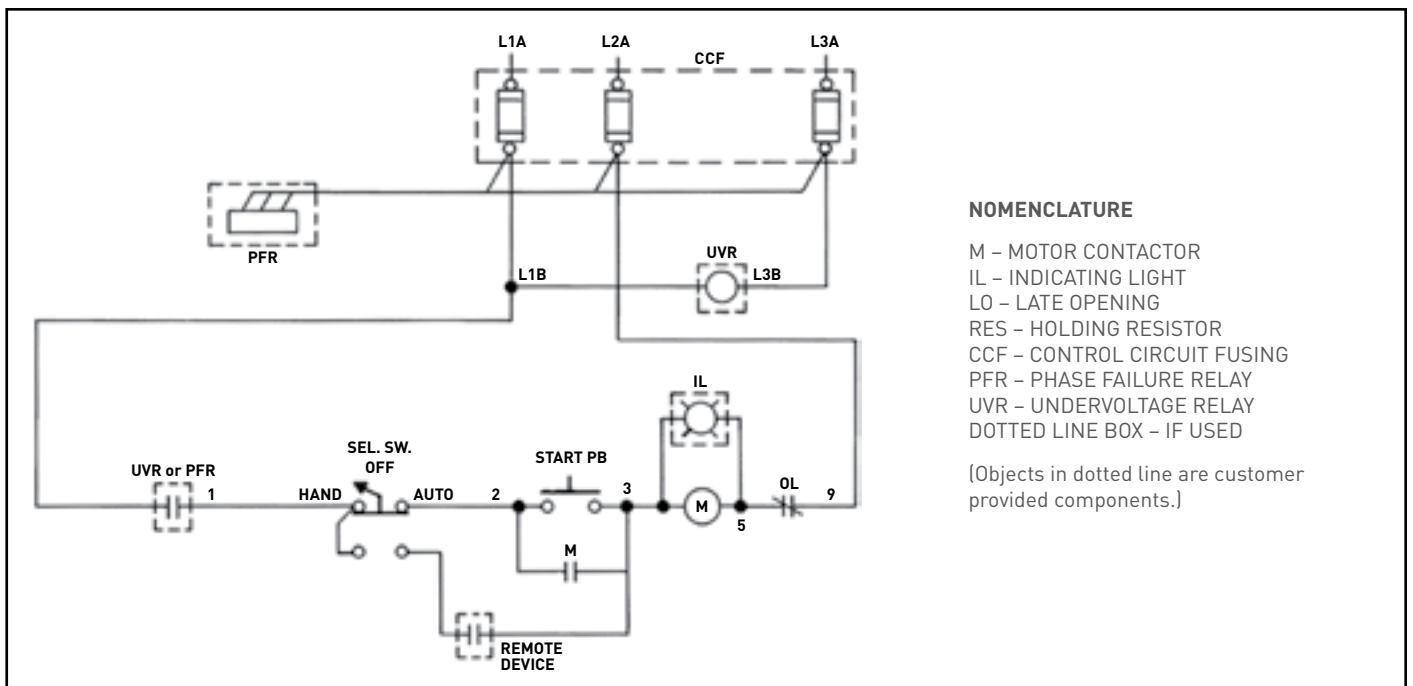 L1A L2A L3A
CCF
PFR
UVR
L1B L3B
IL
SEL. SW.
OFF
START PB
UVR or PFR
1 HAND AUTO 2 3 OL 9
M
5
M
REMOTE
DEVICE
NOMENCLATURE
M – MOTOR CONTACTOR
IL – INDICATING LIGHT
LO – LATE OPENING
RES – HOLDING RESISTOR
CCF – CONTROL CIRCUIT FUSING
PFR – PHASE FAILURE RELAY
UVR – UNDERVOLTAGE RELAY
DOTTED LINE BOX – IF USED
(Objects in dotted line are customer
provided components.)